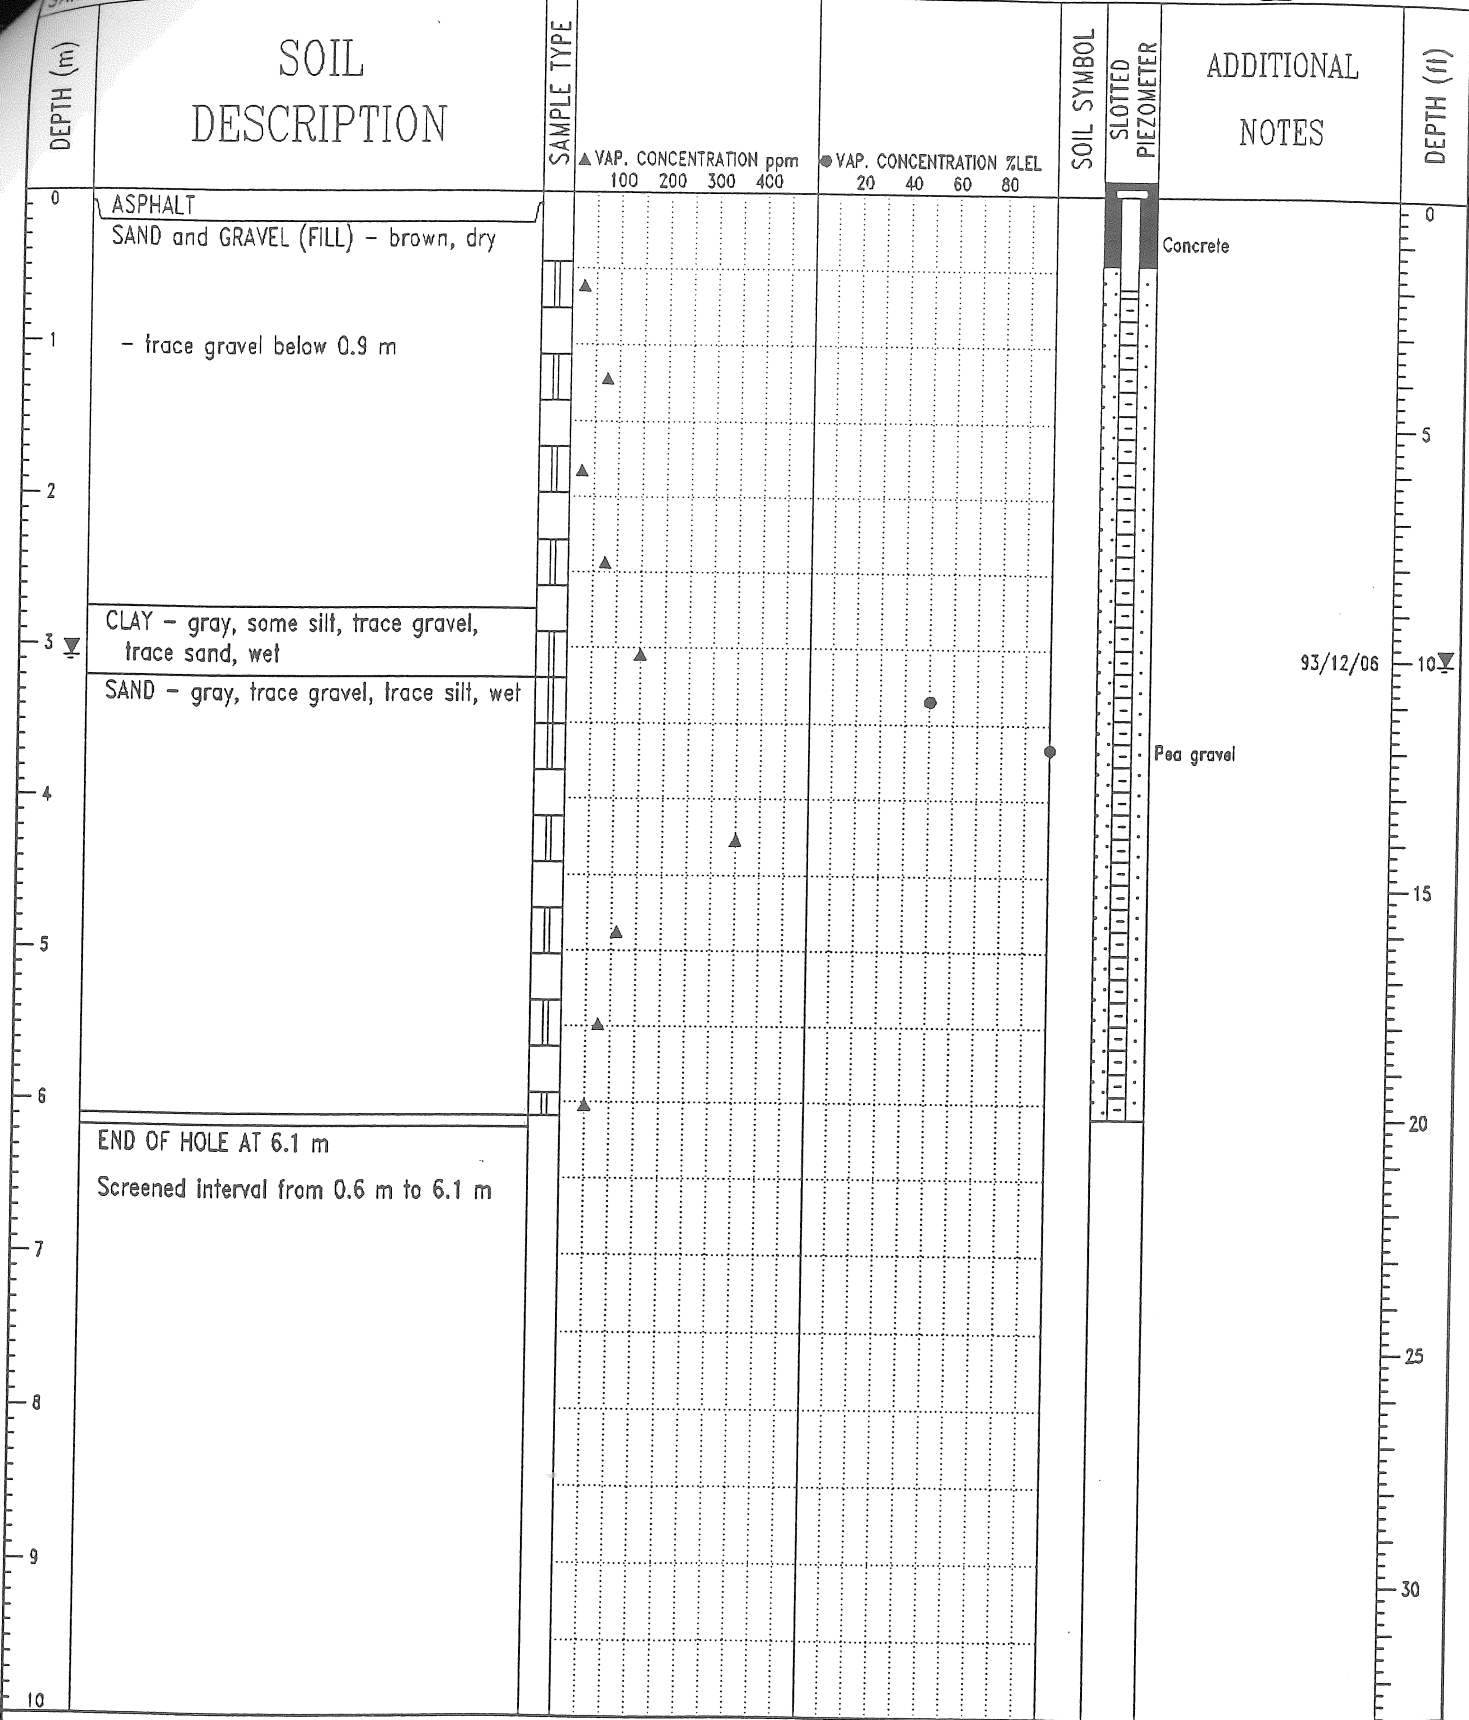 DEPTH (m)
SOIL
DESCRIPTION
SAMPLE TYPE
▲ VAP. CONCENTRATION ppm
100 200 300 400
● VAP. CONCENTRATION %LEL
20 40 60 80
SOIL SYMBOL
SLOTTED
PIEZOMETER
ADDITIONAL
NOTES
DEPTH (ft)
0
ASPHALT
0
SAND and GRAVEL (FILL) - brown, dry
Concrete
1
- trace gravel below 0.9 m
5
2
CLAY - gray, some silt, trace gravel,
3
trace sand, wet
93/12/06
10
SAND - gray, trace gravel, trace silt, wet
Pea gravel
4
15
5
6
20
END OF HOLE AT 6.1 m
Screened interval from 0.6 m to 6.1 m
7
25
8
9
30
10